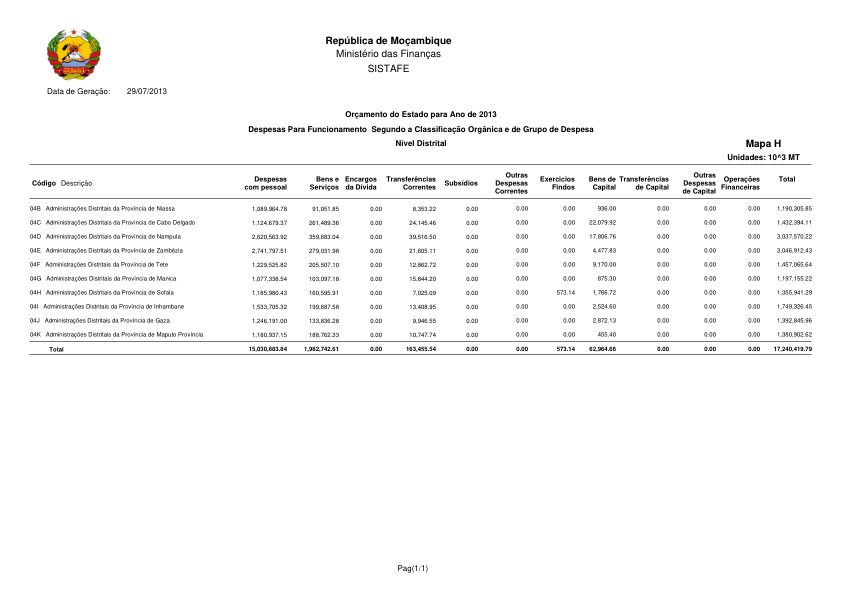 República de Moçambique
Ministério das Finanças
SISTAFE
Data de Geração: 29/07/2013
Orçamento do Estado para Ano de 2013
Despesas Para Funcionamento Segundo a Classificação Orgânica e de Grupo de Despesa
Nível Distrital
Mapa H
Unidades: 10^3 MT
Código Descrição Despesas com pessoal Bens e Serviços Encargos da Dívida Transferências Correntes Subsídios Outras Despesas Correntes Exercícios Findos Bens de Capital Transferências de Capital Outras Despesas de Capital Operações Financeiras Total
04B Administrações Distritais da Província de Niassa 1,089,964.78 91,051.85 0.00 8,353.22 0.00 0.00 0.00 936.00 0.00 0.00 0.00 1,190,305.85
04C Administrações Distritais da Província de Cabo Delgado 1,124,679.37 261,489.36 0.00 24,145.46 0.00 0.00 0.00 22,079.92 0.00 0.00 0.00 1,432,394.11
04D Administrações Distritais da Província de Nampula 2,620,563.92 359,683.04 0.00 39,516.50 0.00 0.00 0.00 17,806.76 0.00 0.00 0.00 3,037,570.22
04E Administrações Distritais da Província de Zambézia 2,741,797.51 279,031.98 0.00 21,605.11 0.00 0.00 0.00 4,477.83 0.00 0.00 0.00 3,046,912.43
04F Administrações Distritais da Província de Tete 1,229,525.82 205,507.10 0.00 12,862.72 0.00 0.00 0.00 9,170.00 0.00 0.00 0.00 1,457,065.64
04G Administrações Distritais da Província de Manica 1,077,338.54 103,097.18 0.00 15,844.20 0.00 0.00 0.00 875.30 0.00 0.00 0.00 1,197,155.22
04H Administrações Distritais da Província de Sofala 1,185,980.43 160,595.91 0.00 7,025.09 0.00 0.00 573.14 1,766.72 0.00 0.00 0.00 1,355,941.29
04I Administrações Distritais da Província de Inhambane 1,533,705.32 199,687.58 0.00 13,408.95 0.00 0.00 0.00 2,524.60 0.00 0.00 0.00 1,749,326.45
04J Administrações Distritais da Província de Gaza 1,246,191.00 133,836.28 0.00 9,946.55 0.00 0.00 0.00 2,872.13 0.00 0.00 0.00 1,392,845.96
04K Administrações Distritais da Província de Maputo Província 1,180,937.15 188,762.33 0.00 10,747.74 0.00 0.00 0.00 455.40 0.00 0.00 0.00 1,380,902.62
Total 15,030,683.84 1,982,742.61 0.00 163,455.54 0.00 0.00 573.14 62,964.66 0.00 0.00 0.00 17,240,419.79
Pag(1/1)